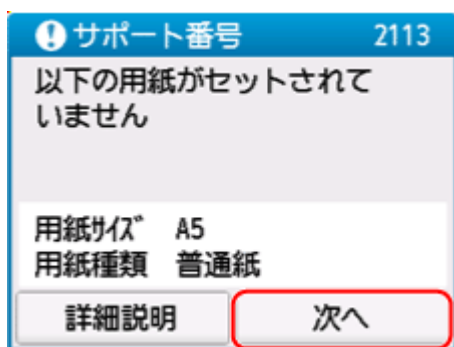 サポート番号 2113
以下の用紙がセットされて
いません
用紙ｻｲｽﾞ A5
用紙種類 普通紙
詳細説明 次へ